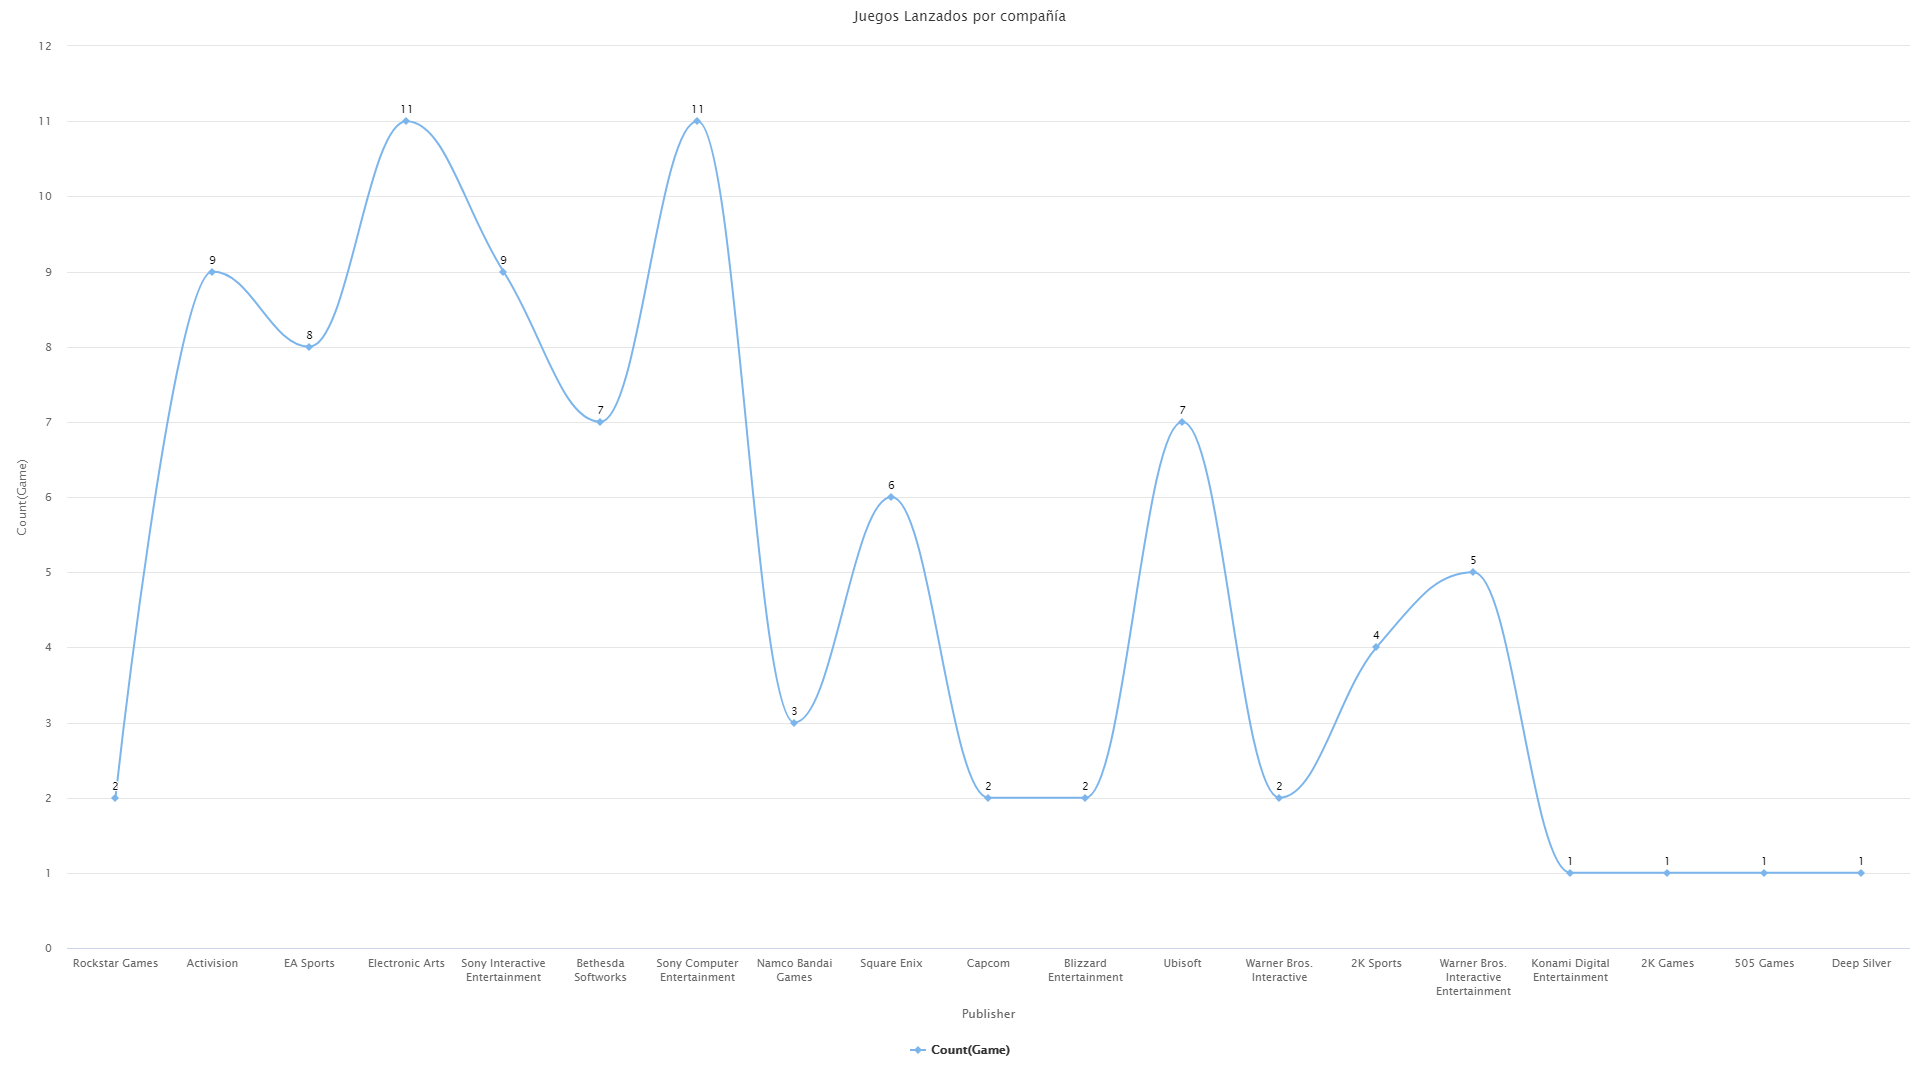 Juegos Lanzados por compañía
12
11
10
9
8
7
6
5
4
3
2
1
0
Count(Game)
2
9
8
11
9
7
11
3
6
2
2
7
2
4
5
1
1
1
1
Rockstar Games
Activision
EA Sports
Electronic Arts
Sony Interactive
Entertainment
Bethesda
Softworks
Sony Computer
Entertainment
Namco Bandai
Games
Square Enix
Capcom
Blizzard
Entertainment
Ubisoft
Warner Bros.
Interactive
2K Sports
Warner Bros.
Interactive
Entertainment
Konami Digital
Entertainment
2K Games
505 Games
Deep Silver
Publisher
Count(Game)